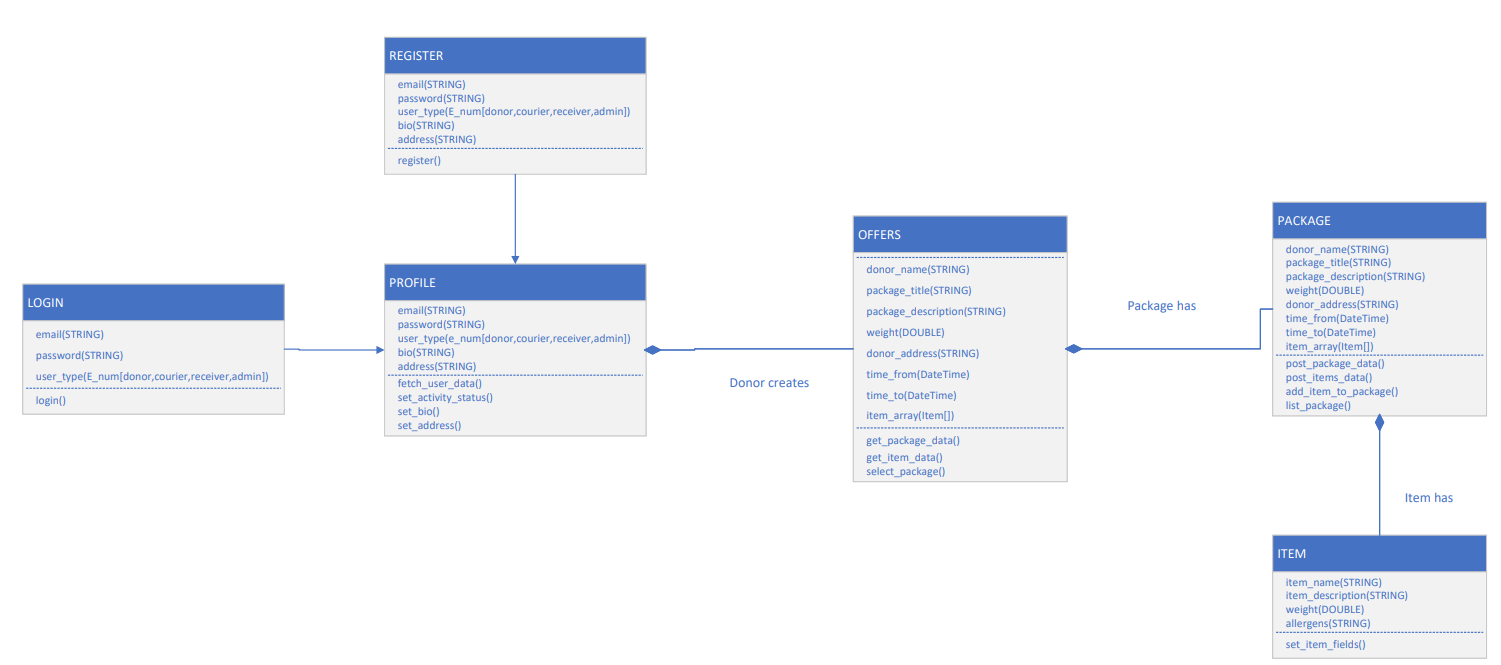 REGISTER
email(STRING)
password(STRING)
user_type(E_num[donor,courier,receiver,admin])
bio(STRING)
address(STRING)
register()
LOGIN
email(STRING)
password(STRING)
user_type(E_num[donor,courier,receiver,admin])
login()
PROFILE
email(STRING)
password(STRING)
user_type(e_num[donor,courier,receiver,admin])
bio(STRING)
address(STRING)
fetch_user_data()
set_activity_status()
set_bio()
set_address()
Donor creates
OFFERS
donor_name(STRING)
package_title(STRING)
package_description(STRING)
weight(DOUBLE)
donor_address(STRING)
time_from(DateTime)
time_to(DateTime)
item_array(Item[])
get_package_data()
get_item_data()
select_package()
Package has
PACKAGE
donor_name(STRING)
package_title(STRING)
package_description(STRING)
weight(DOUBLE)
donor_address(STRING)
time_from(DateTime)
time_to(DateTime)
item_array(Item[])
post_package_data()
post_items_data()
add_item_to_package()
list_package()
Item has
ITEM
item_name(STRING)
item_description(STRING)
weight(DOUBLE)
allergens(STRING)
set_item_fields()